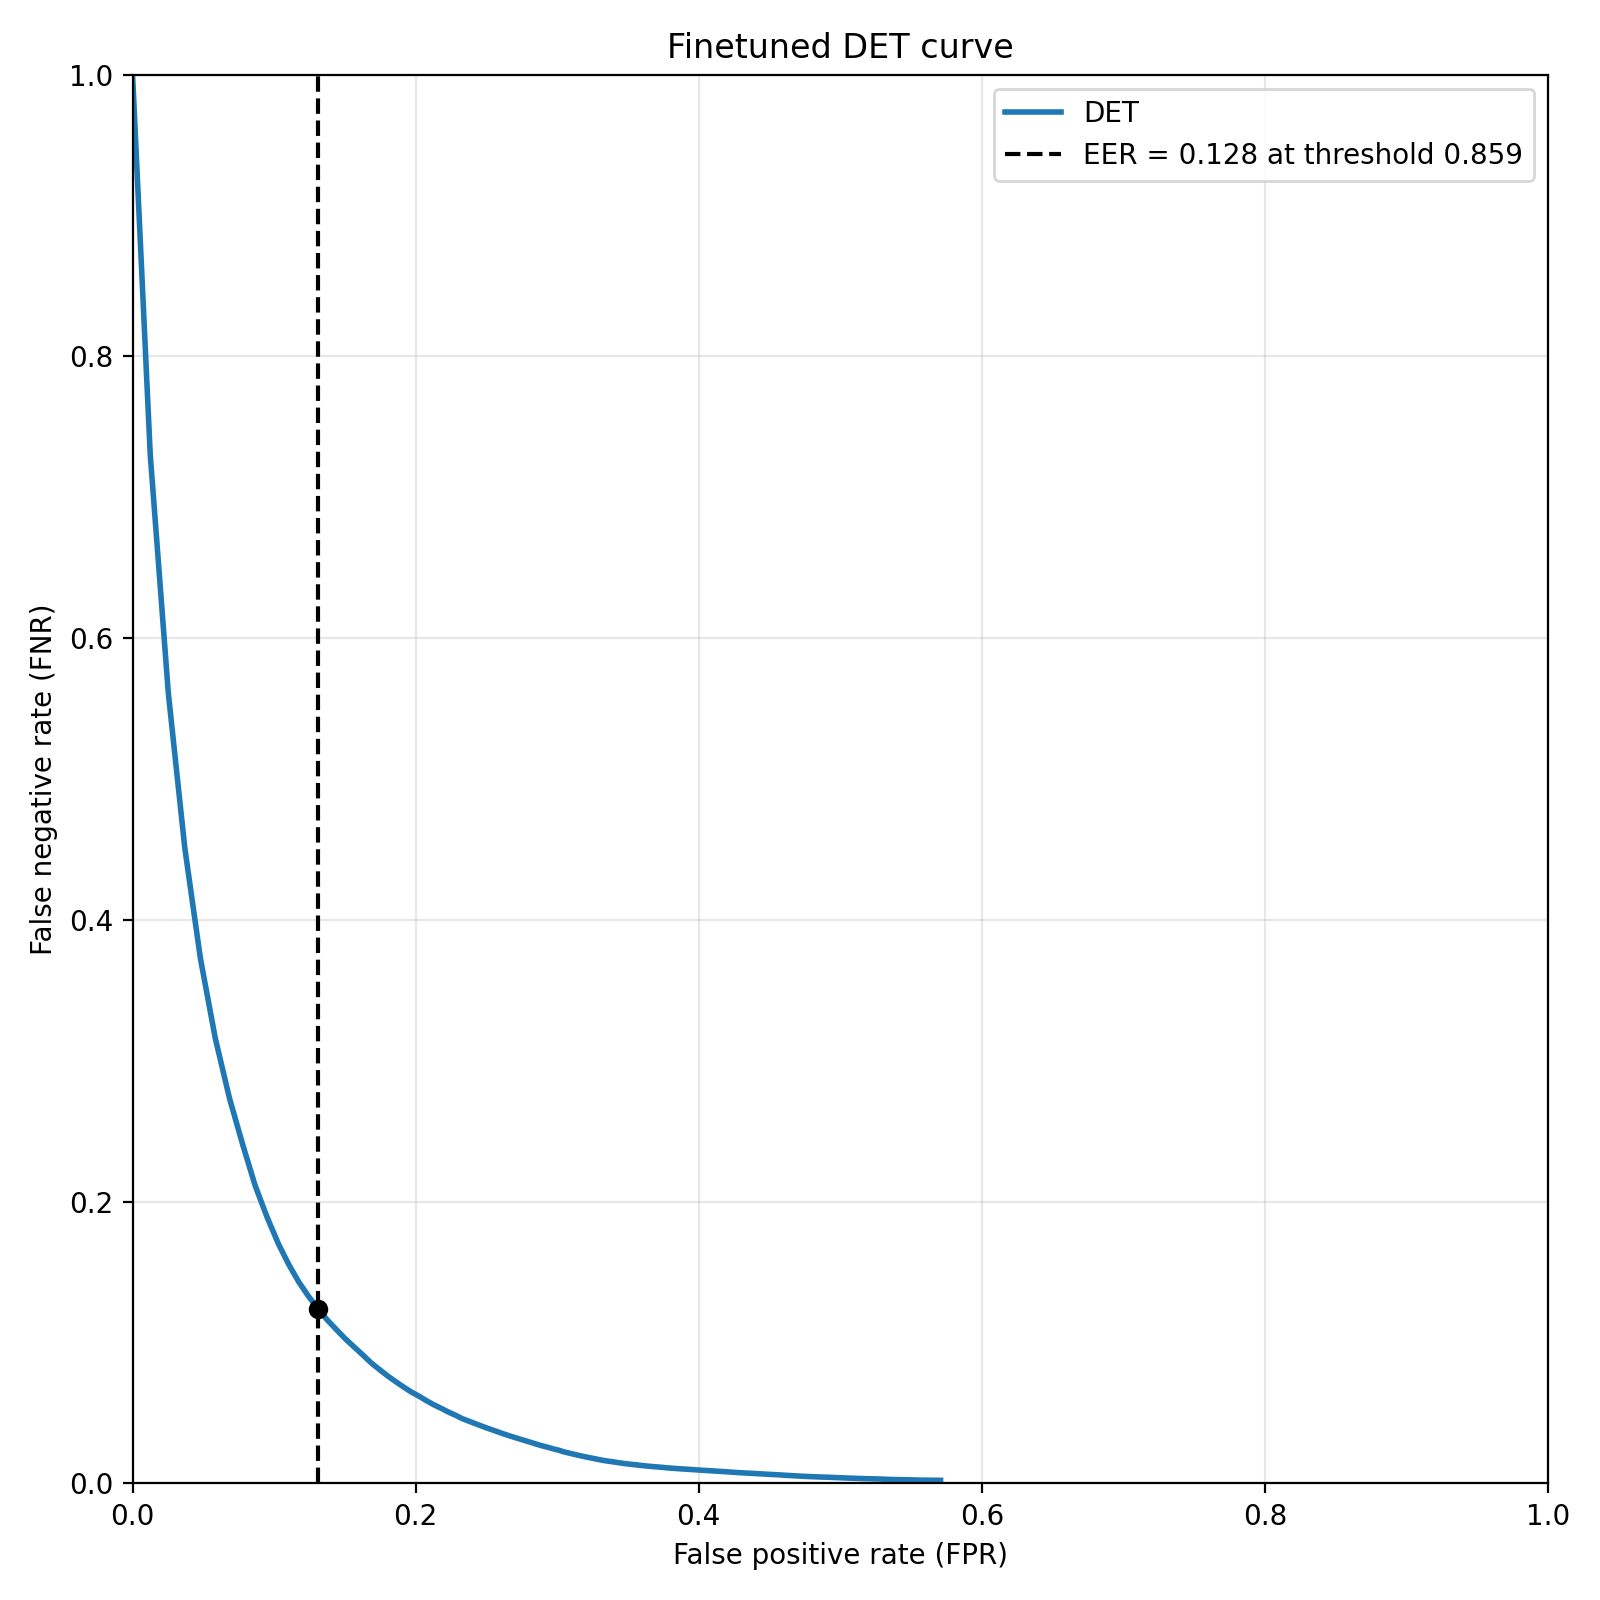 Finetuned DET curve
DET
EER = 0.128 at threshold 0.859
1.0
0.8
0.6
0.4
0.2
0.0
False negative rate (FNR)
0.0 0.2 0.4 0.6 0.8 1.0
False positive rate (FPR)